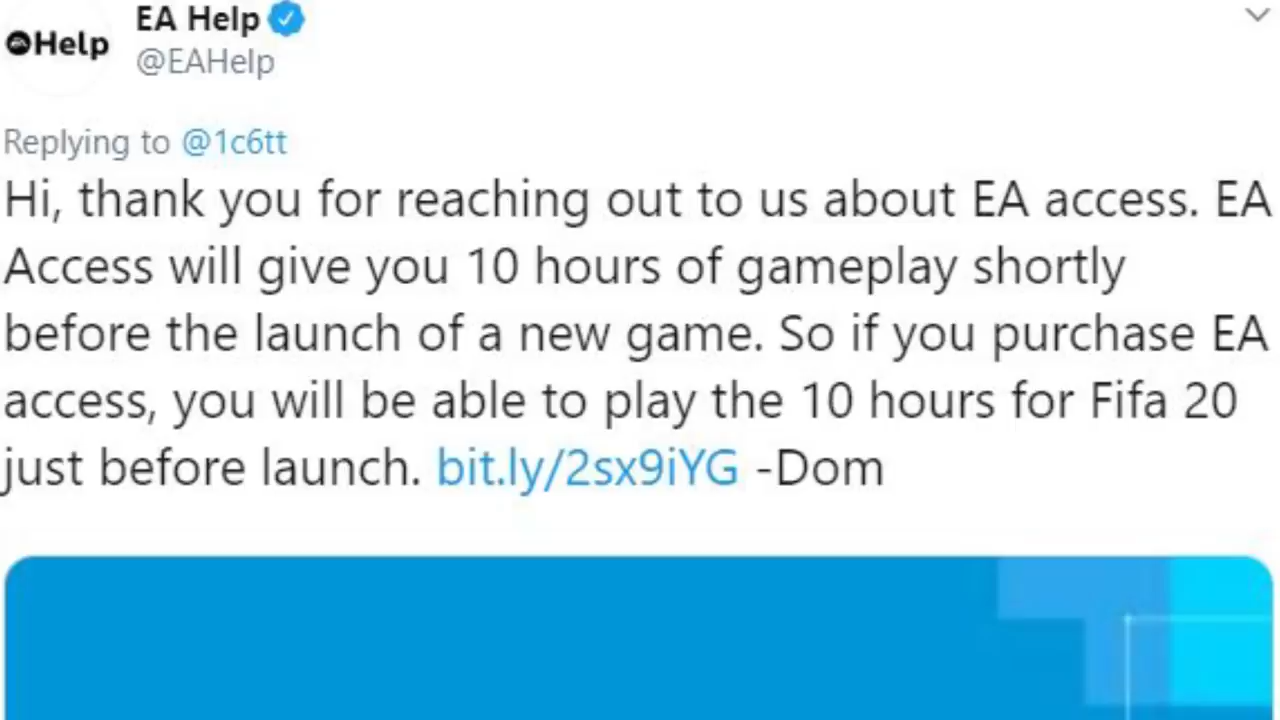 EA Help
Help
@EAHelp
Replying to @1c6tt
Hi, thank you for reaching out to us about EA access. EA
Access will give you 10 hours of gameplay shortly
before the launch of a new game. So if you purchase EA
access, you will be able to play the 10 hours for Fifa 20
just before launch. bit.ly/2sx9iYG -Dom